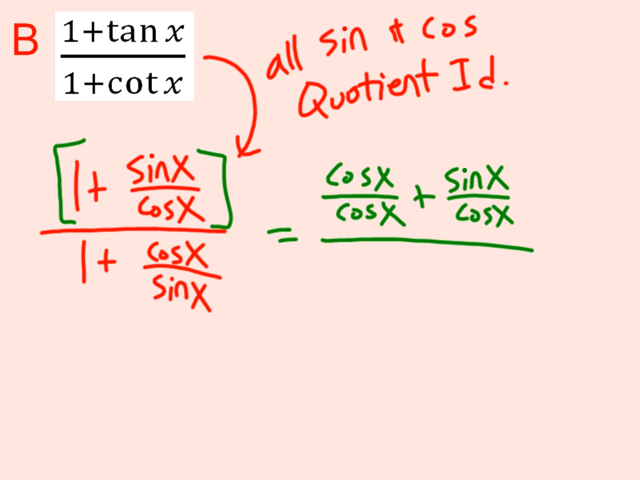 B
1+tan x
1+cot x
all sin & cos
Quotient Id.
[1 + sinx/cosx]
1 + cosx/sinx
=
cosx/cosx + sinx/cosx